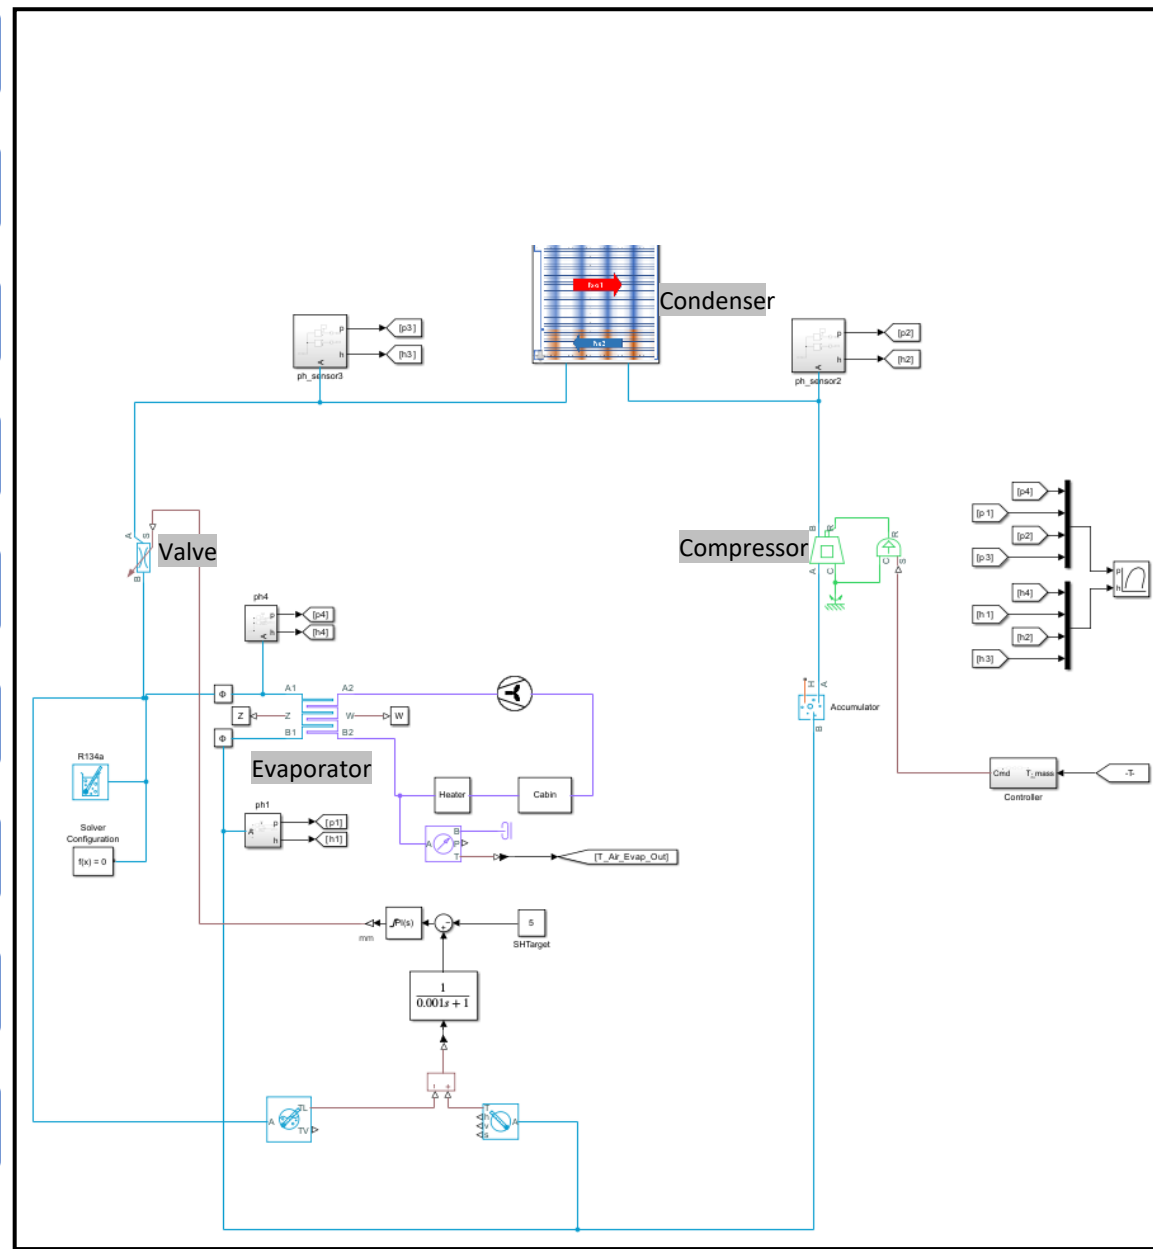 Condenser
[p3]
[h3]
p
h
A
ph_sensor3
[p2]
[h2]
p
h
A
ph_sensor2
A
S
B
Valve
Compressor
B
R
A
C
R
C
S
[p4]
[p1]
[p2]
[p3]
[h4]
[h1]
[h2]
[h3]
p
h
ph4
p
h
A
[p4]
[h4]
Φ
A1
A2
Z
Z
W
W
Φ
B1
B2
Evaporator
H
A
B
Accumulator
R134a
Heater
Cabin
Cmd
T_mass
-T-
Controller
ph1
A
p
h
[p1]
[h1]
Solver
Configuration
f(x) = 0
A
B
P
T
[T_Air_Evap_Out]
mm
PI(s)
+
-
5
SHTarget
1
0.001s + 1
-
+
A
TL
TV
T
h
v
s
A